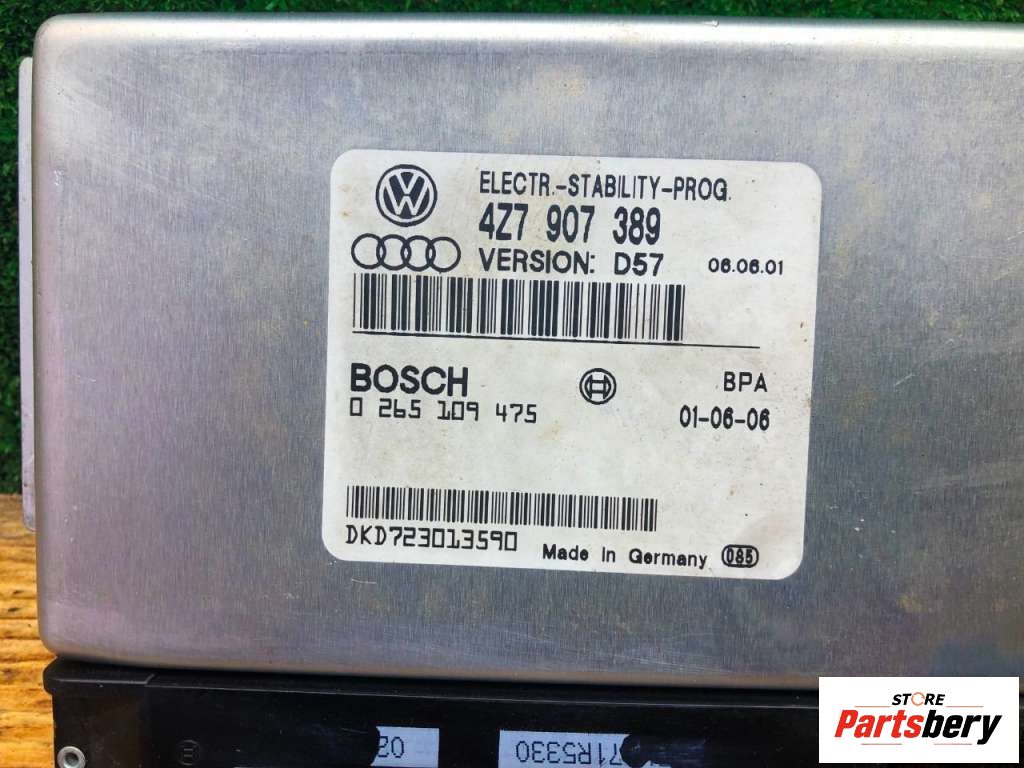 ELECTR.-STABILITY-PROG.
4Z7 907 389
VERSION: D57 06.06.01
BOSCH BPA
0 265 109 475 01-06-06
DKD723013590
Made in Germany 085
71R5330
STORE
Partsbery